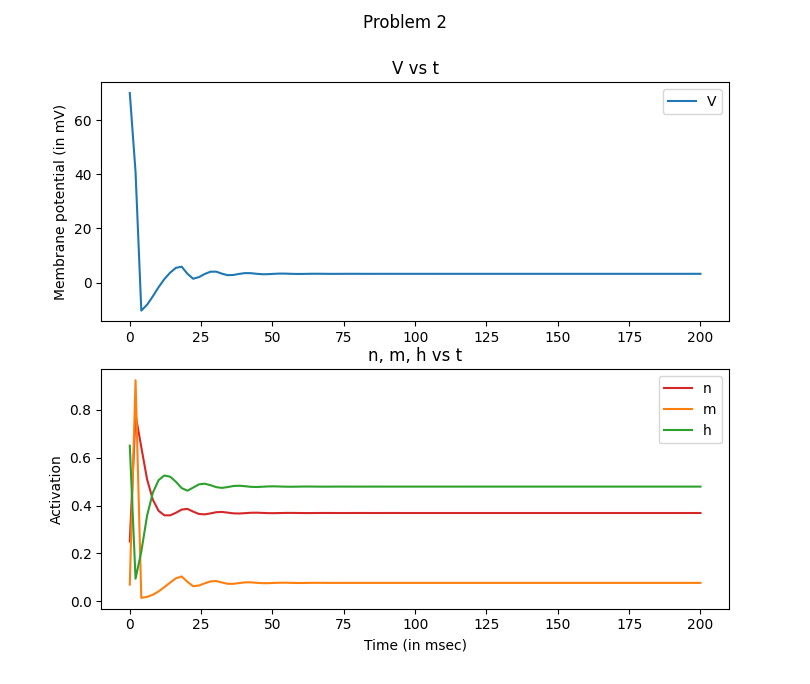 Problem 2
V vs t
Membrane potential (in mV)
60
40
20
0
V
0 25 50 75 100 125 150 175 200
n, m, h vs t
Activation
0.8
0.6
0.4
0.2
0.0
n
m
h
0 25 50 75 100 125 150 175 200
Time (in msec)